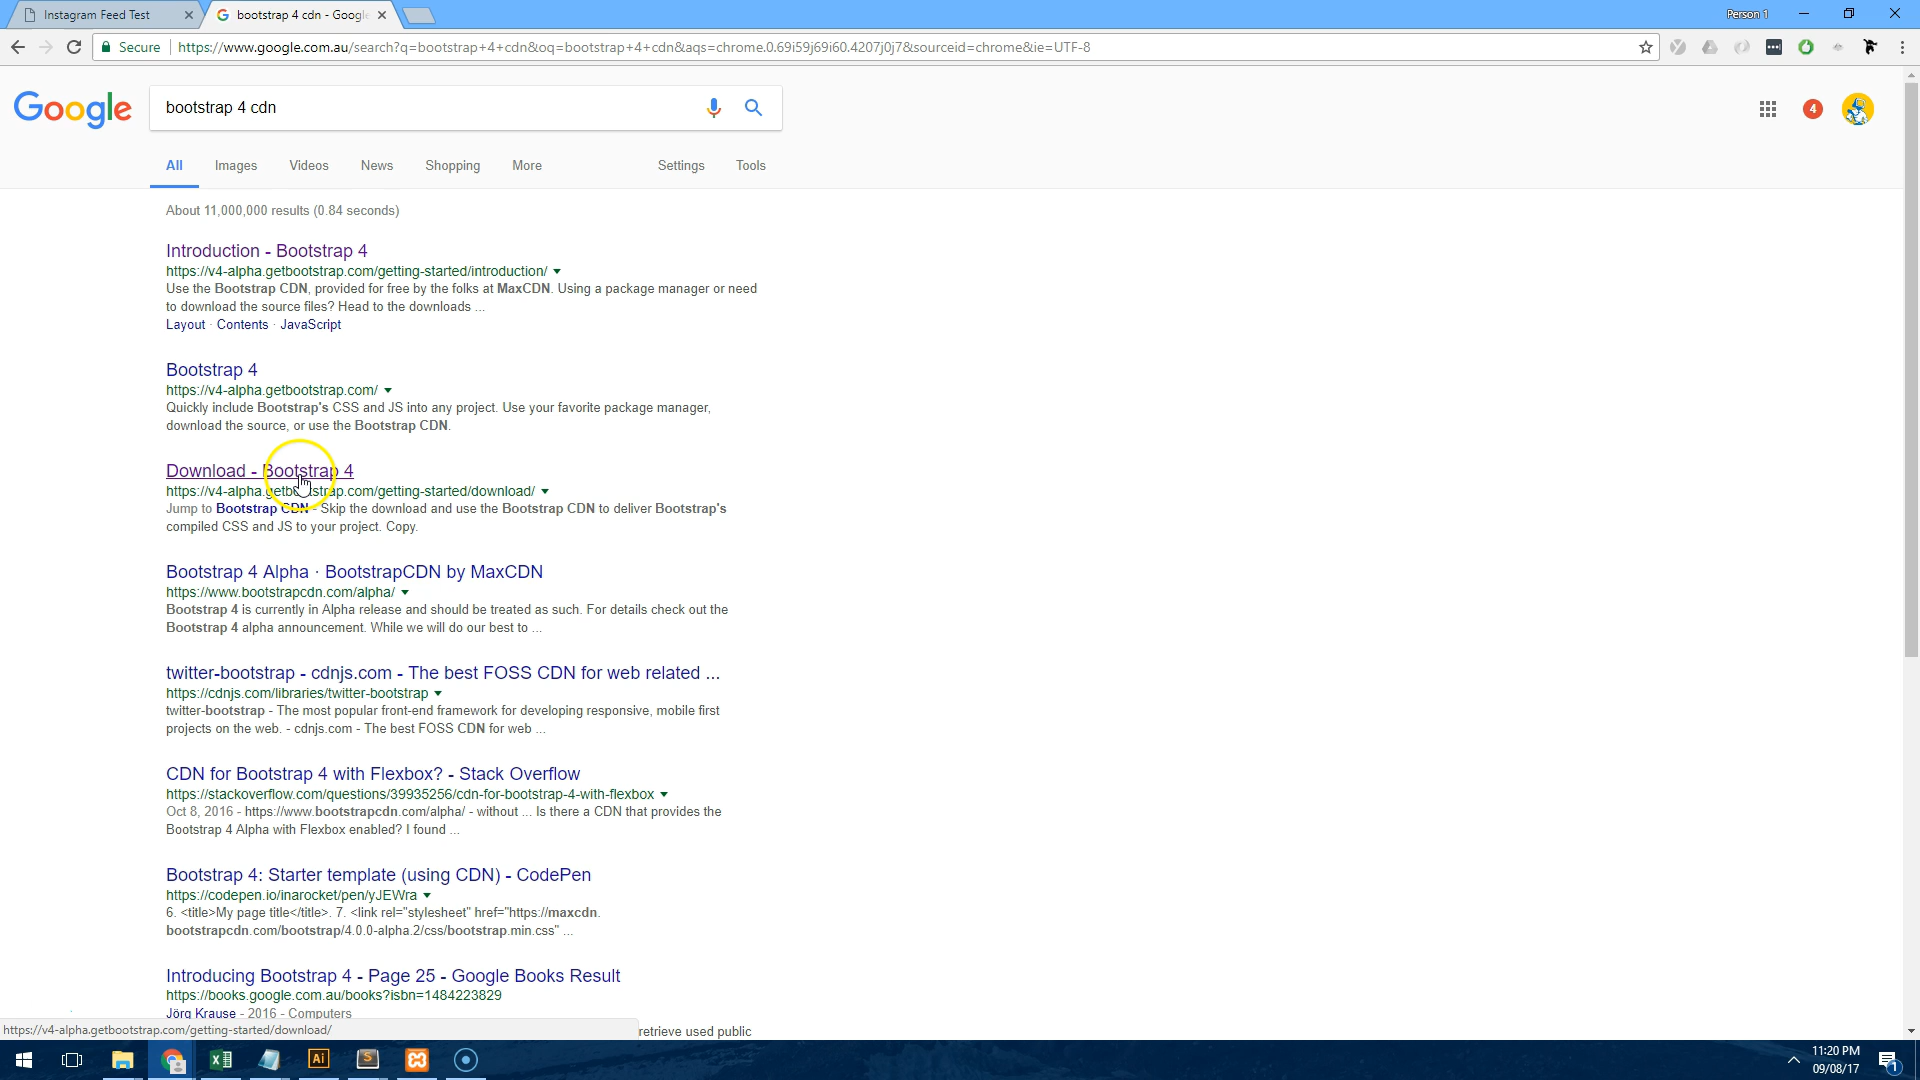 Instagram Feed Test
bootstrap 4 cdn - Google
Person 1
Secure
https://www.google.com.au/search?q=bootstrap+4+cdn&oq=bootstrap+4+cdn&aqs=chrome.0.69i59j69i60.4207j0j7&sourceid=chrome&ie=UTF-8
Google
bootstrap 4 cdn
4
All Images Videos News Shopping More Settings Tools
About 11,000,000 results (0.84 seconds)
Introduction - Bootstrap 4
https://v4-alpha.getbootstrap.com/getting-started/introduction/
Use the Bootstrap CDN, provided for free by the folks at MaxCDN. Using a package manager or need
to download the source files? Head to the downloads ...
Layout · Contents · JavaScript
Bootstrap 4
https://v4-alpha.getbootstrap.com/
Quickly include Bootstrap's CSS and JS into any project. Use your favorite package manager,
download the source, or use the Bootstrap CDN.
Download - Bootstrap 4
https://v4-alpha.getbootstrap.com/getting-started/download/
Jump to Bootstrap CDN - Skip the download and use the Bootstrap CDN to deliver Bootstrap's
compiled CSS and JS to your project. Copy.
Bootstrap 4 Alpha · BootstrapCDN by MaxCDN
https://www.bootstrapcdn.com/alpha/
Bootstrap 4 is currently in Alpha release and should be treated as such. For details check out the
Bootstrap 4 alpha announcement. While we will do our best to ...
twitter-bootstrap - cdnjs.com - The best FOSS CDN for web related ...
https://cdnjs.com/libraries/twitter-bootstrap
twitter-bootstrap - The most popular front-end framework for developing responsive, mobile first
projects on the web. - cdnjs.com - The best FOSS CDN for web ...
CDN for Bootstrap 4 with Flexbox? - Stack Overflow
https://stackoverflow.com/questions/39935256/cdn-for-bootstrap-4-with-flexbox
Oct 8, 2016 - https://www.bootstrapcdn.com/alpha/ - without ... Is there a CDN that provides the
Bootstrap 4 Alpha with Flexbox enabled? I found ...
Bootstrap 4: Starter template (using CDN) - CodePen
https://codepen.io/inarocket/pen/yJEWra
6. <title>My page title</title>. 7. <link rel="stylesheet" href="https://maxcdn.
bootstrapcdn.com/bootstrap/4.0.0-alpha.2/css/bootstrap.min.css" ...
Introducing Bootstrap 4 - Page 25 - Google Books Result
https://books.google.com.au/books?isbn=1484223829
Jörg Krause - 2016 - Computers
https://v4-alpha.getbootstrap.com/getting-started/download/
retrieve used public
Ai
S
11:20 PM
09/08/17
1